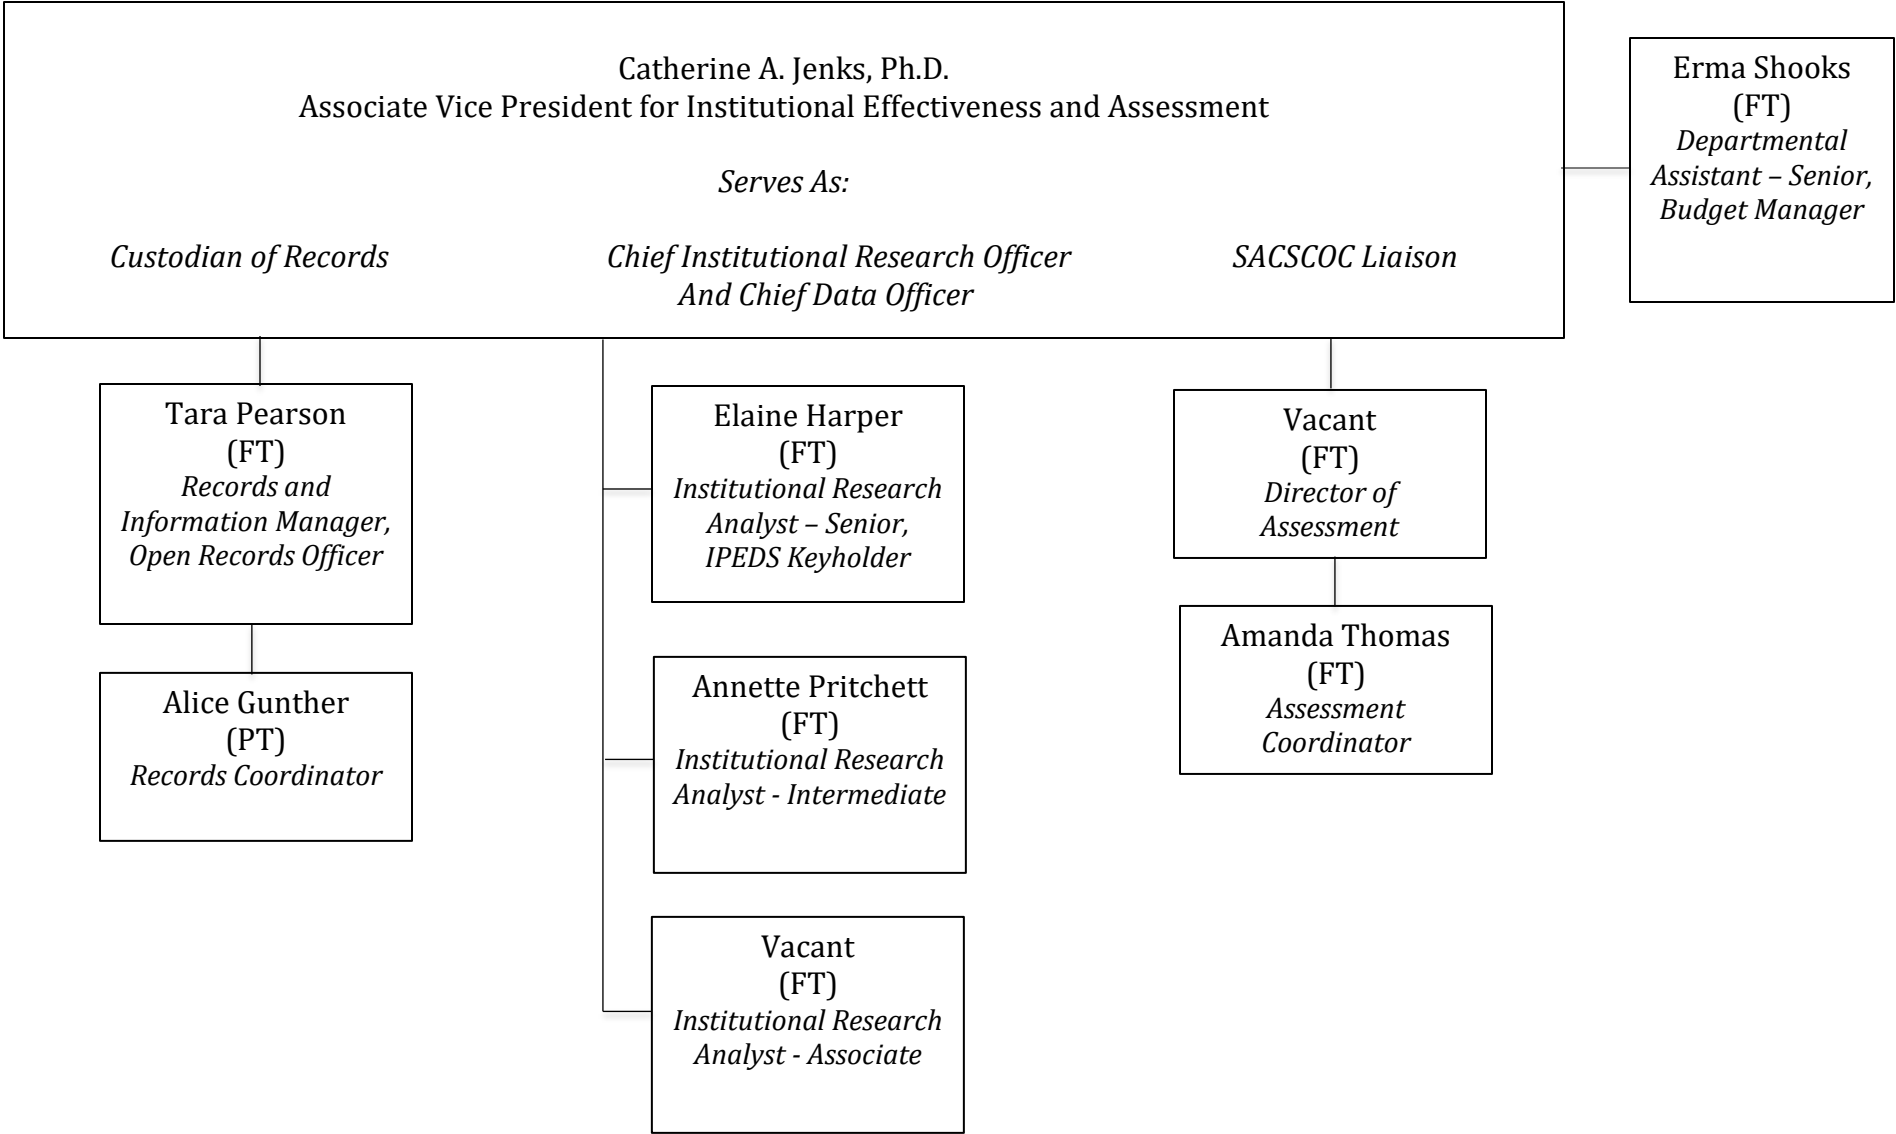 Catherine A. Jenks, Ph.D.
Associate Vice President for Institutional Effectiveness and Assessment
Serves As:
Custodian of Records
Chief Institutional Research Officer
And Chief Data Officer
SACSCOC Liaison
Erma Shooks
(FT)
Departmental
Assistant – Senior,
Budget Manager
Tara Pearson
(FT)
Records and
Information Manager,
Open Records Officer
Alice Gunther
(PT)
Records Coordinator
Elaine Harper
(FT)
Institutional Research
Analyst – Senior,
IPEDS Keyholder
Annette Pritchett
(FT)
Institutional Research
Analyst - Intermediate
Vacant
(FT)
Institutional Research
Analyst - Associate
Vacant
(FT)
Director of
Assessment
Amanda Thomas
(FT)
Assessment
Coordinator